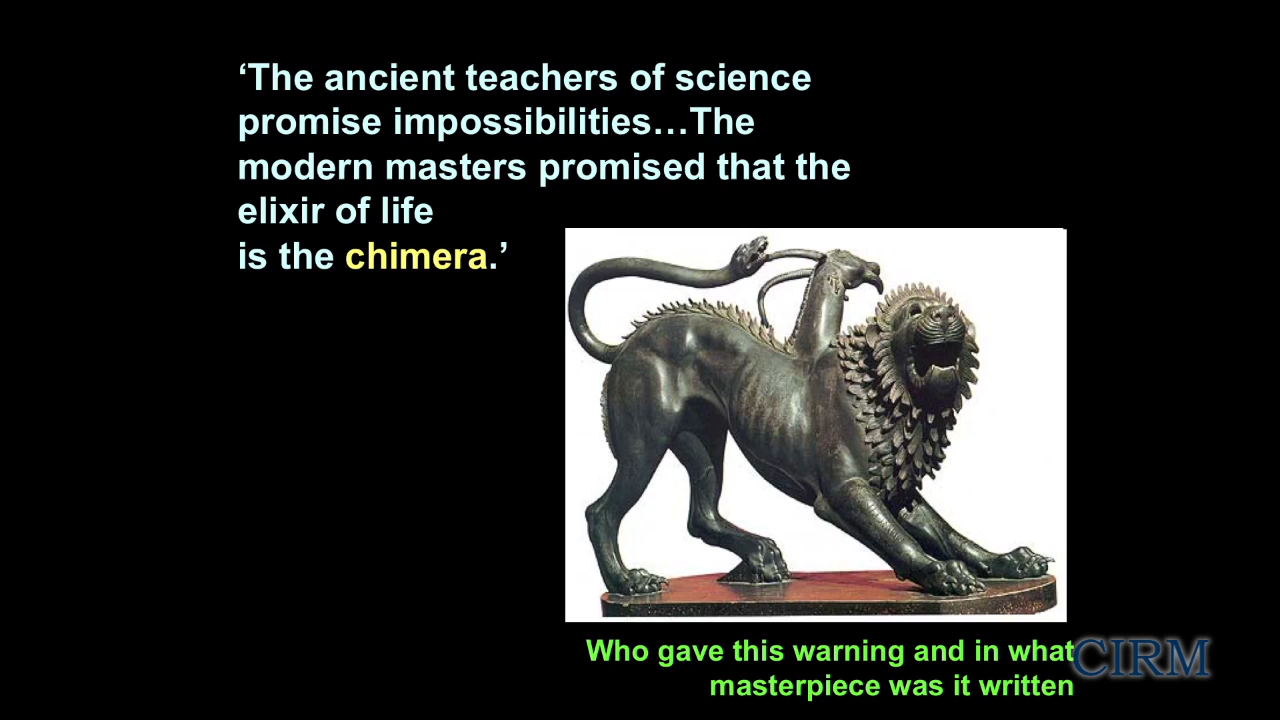 ‘The ancient teachers of science
promise impossibilities…The
modern masters promised that the
elixir of life
is the chimera.’
Who gave this warning and in what
masterpiece was it written
CIRM